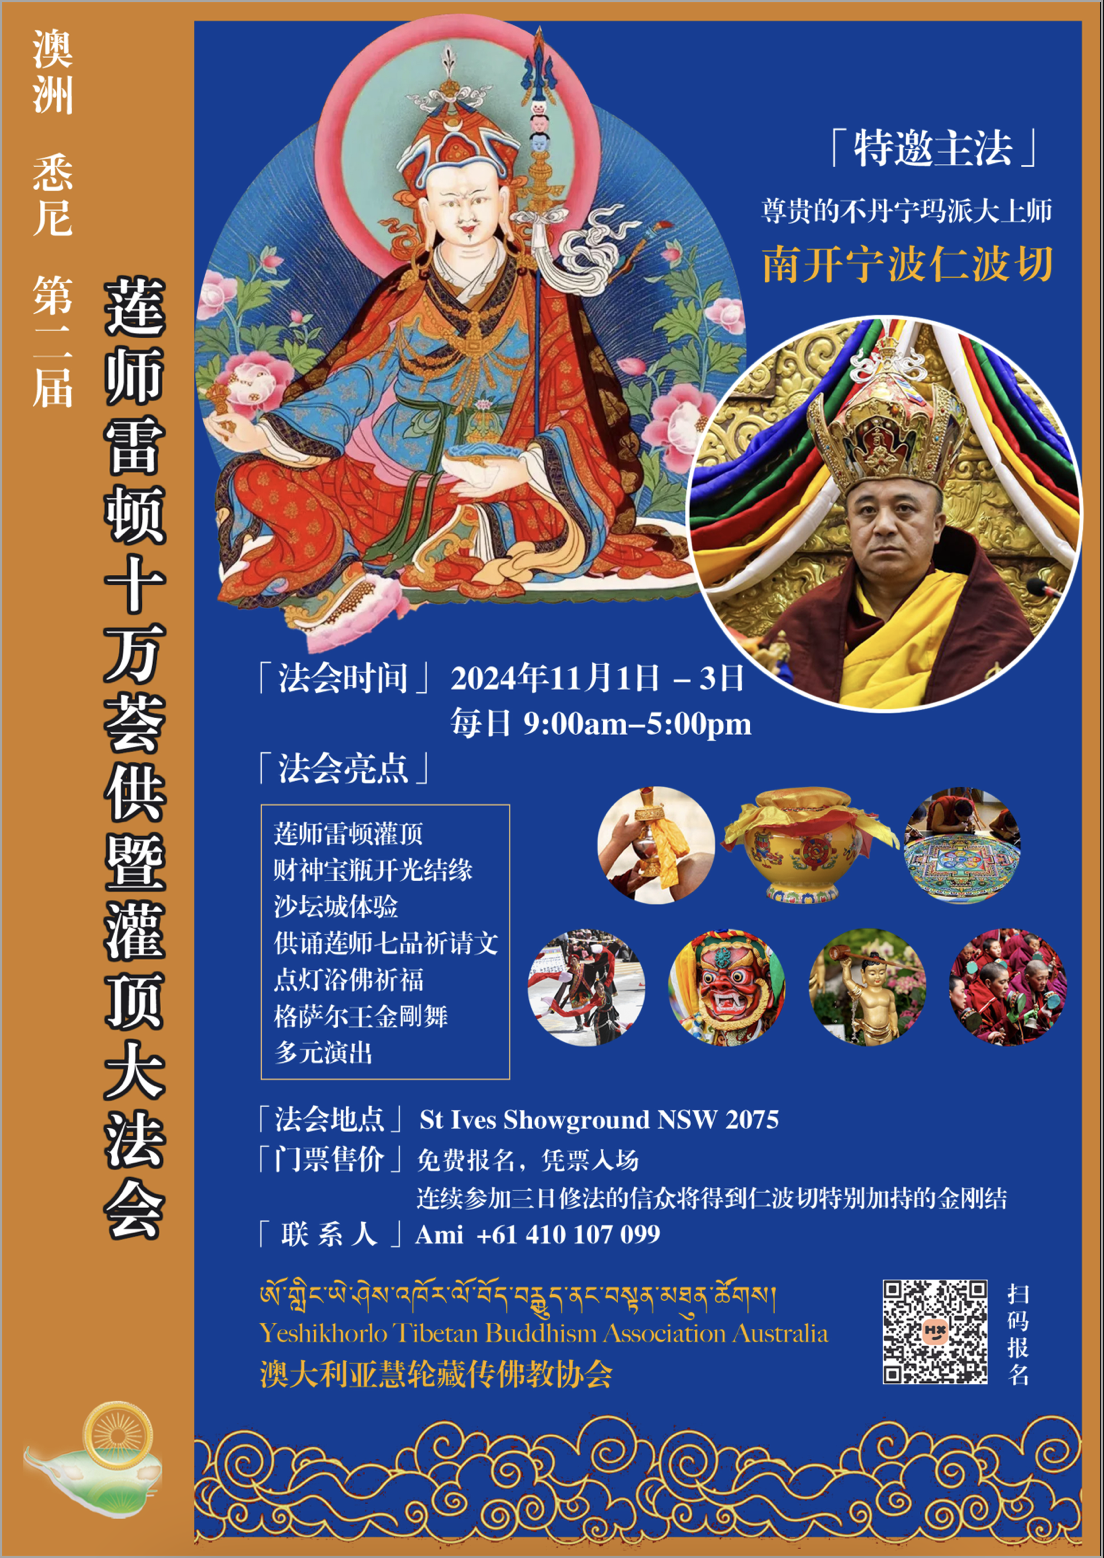 澳洲 悉尼 第二届
莲师雷顿十万荟供暨灌顶大法会
「特邀主法」
尊贵的不丹宁玛派大上师
南开宁波仁波切
「法会时间」 2024年11月1日 – 3日
每日 9:00am–5:00pm
「法会亮点」
莲师雷顿灌顶
财神宝瓶开光结缘
沙坛城体验
供诵莲师七品祈请文
点灯浴佛祈福
格萨尔王金剛舞
多元演出
「法会地点」 St Ives Showground NSW 2075
「门票售价」 免费报名，凭票入场
连续参加三日修法的信众将得到仁波切特别加持的金刚结
「联系人」 Ami +61 410 107 099
ཨོ་གླིང་ཡེ་ཤེས་འཁོར་ལོ་བོད་བརྒྱུད་ནང་བསྟན་མཐུན་ཚོགས།
Yeshikhorlo Tibetan Buddhism Association Australia
澳大利亚慧轮藏传佛教协会
扫码报名